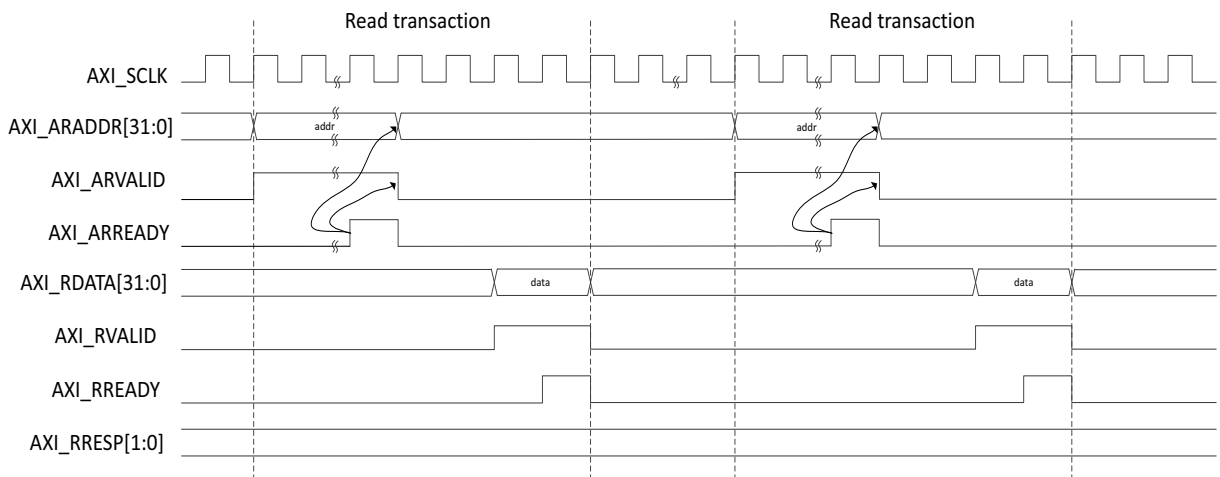 Read transaction Read transaction
AXI_SCLK
AXI_ARADDR[31:0] addr addr
AXI_ARVALID
AXI_ARREADY
AXI_RDATA[31:0] data data
AXI_RVALID
AXI_RREADY
AXI_RRESP[1:0]